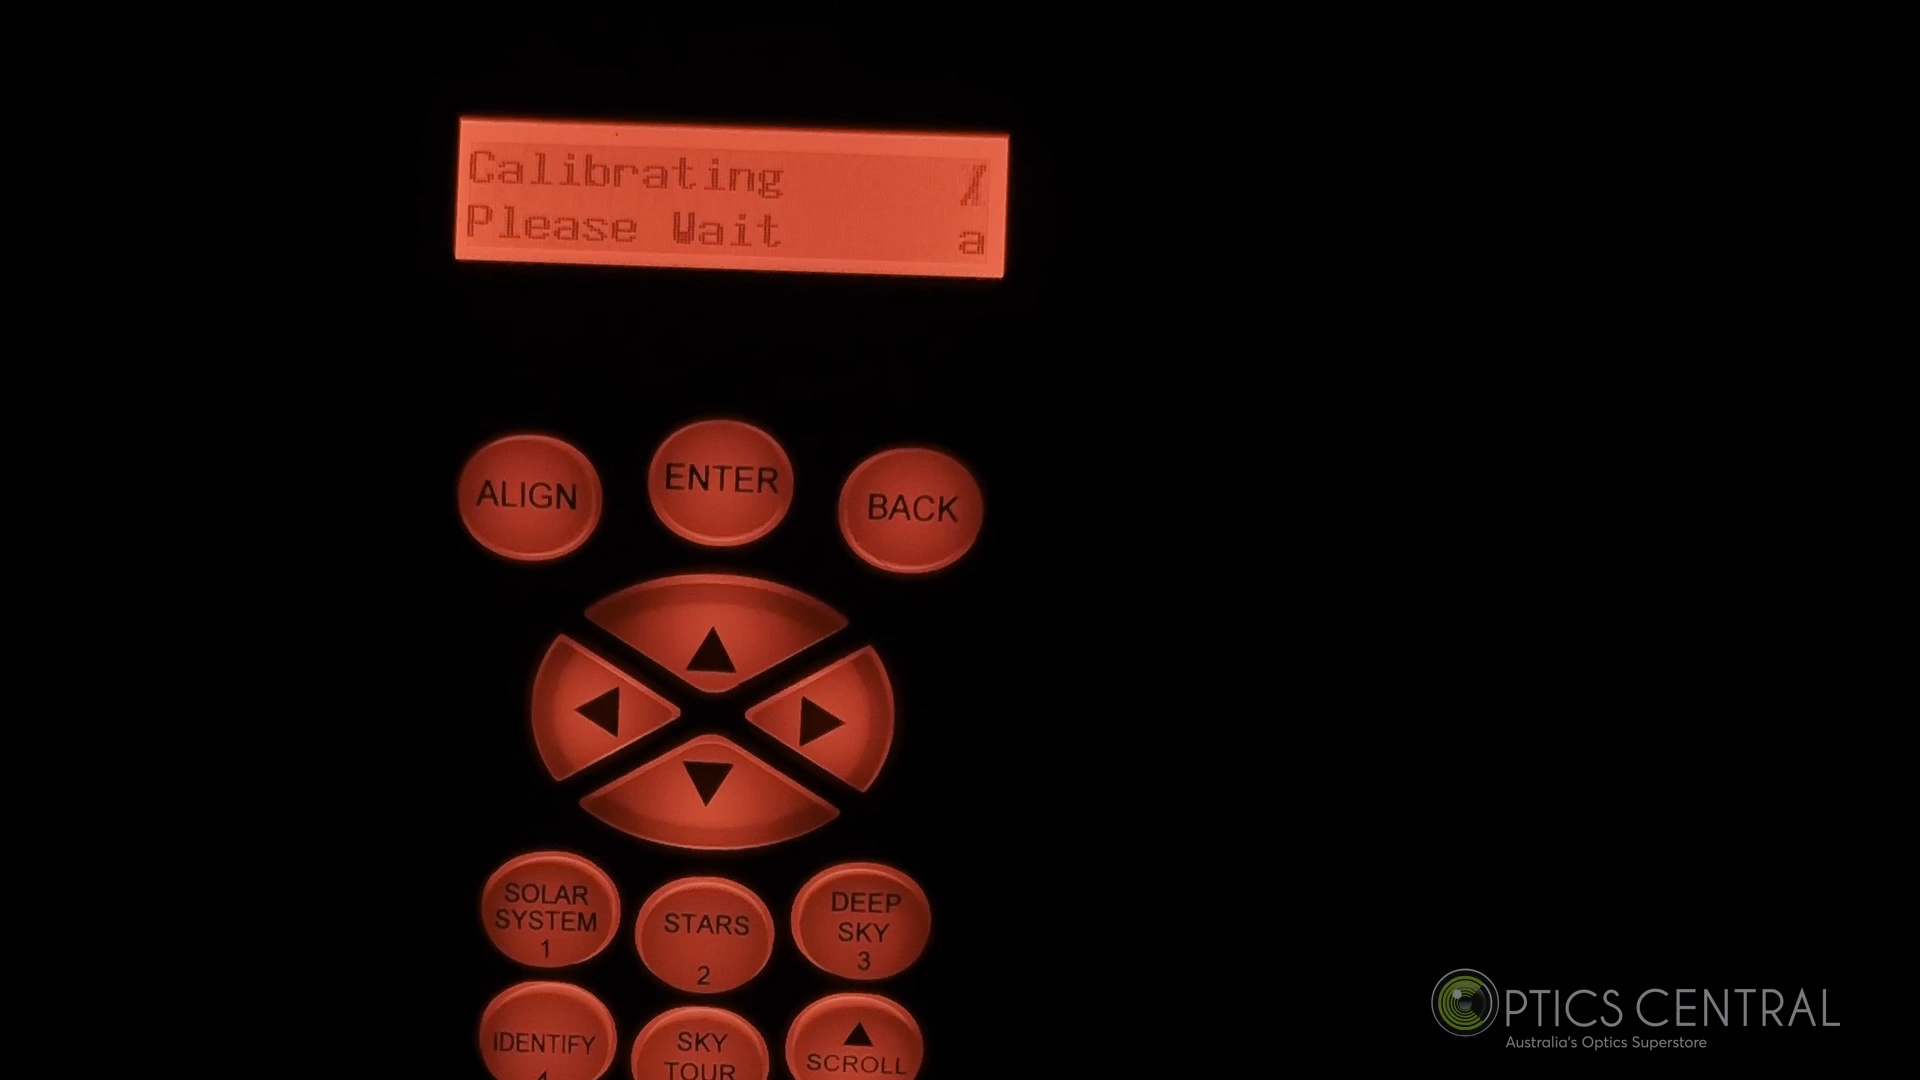 Calibrating
Please Wait a
ALIGN
ENTER
BACK
SOLAR
SYSTEM
1
STARS
2
DEEP
SKY
3
IDENTIFY
SKY
TOUR
SCROLL
OPTICS CENTRAL
Australia's Optics Superstore